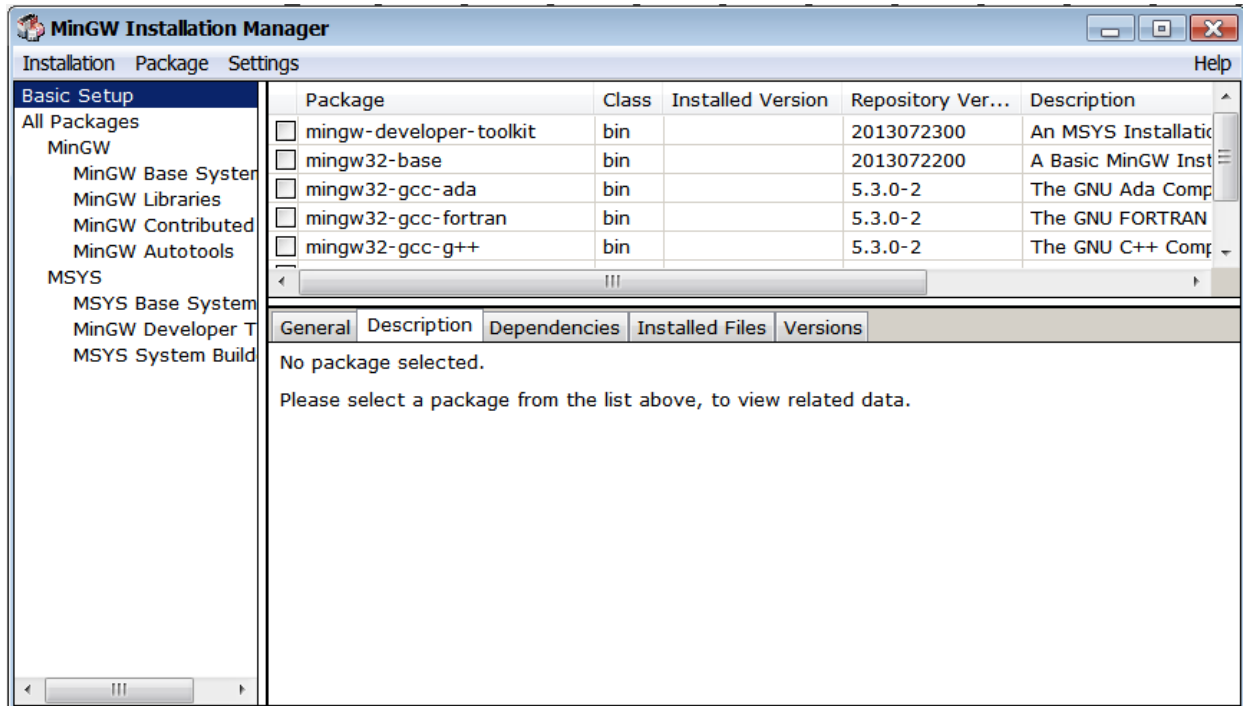 MinGW Installation Manager
Installation Package Settings Help
Basic Setup
All Packages
MinGW
MinGW Base System
MinGW Libraries
MinGW Contributed
MinGW Autotools
MSYS
MSYS Base System
MinGW Developer T
MSYS System Build
Package Class Installed Version Repository Ver... Description
mingw-developer-toolkit bin 2013072300 An MSYS Installatio
mingw32-base bin 2013072200 A Basic MinGW Inst
mingw32-gcc-ada bin 5.3.0-2 The GNU Ada Comp
mingw32-gcc-fortran bin 5.3.0-2 The GNU FORTRAN
mingw32-gcc-g++ bin 5.3.0-2 The GNU C++ Comp
General Description Dependencies Installed Files Versions
No package selected.
Please select a package from the list above, to view related data.